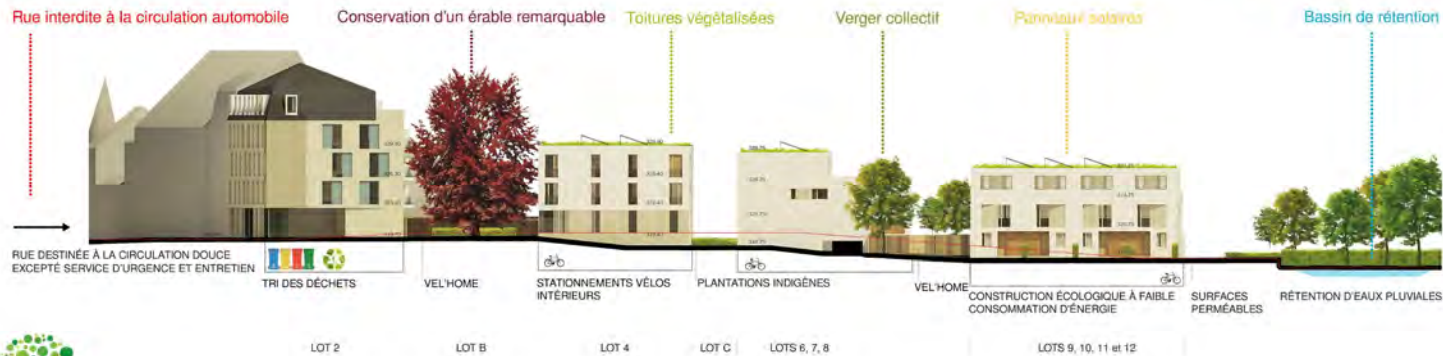 Rue interdite à la circulation automobile
Conservation d'un érable remarquable
Toitures végétalisées
Verger collectif
Panneaux solaires
Bassin de rétention
RUE DESTINÉE À LA CIRCULATION DOUCE
EXCEPTÉ SERVICE D'URGENCE ET ENTRETIEN
TRI DES DÉCHETS
VEL'HOME
STATIONNEMENTS VÉLOS
INTÉRIEURS
PLANTATIONS INDIGÈNES
VEL'HOME
CONSTRUCTION ÉCOLOGIQUE À FAIBLE
CONSOMMATION D'ÉNERGIE
SURFACES
PERMÉABLES
RÉTENTION D'EAUX PLUVIALES
LOT 2
LOT B
LOT 4
LOT C
LOTS 6, 7, 8
LOTS 9, 10, 11 et 12